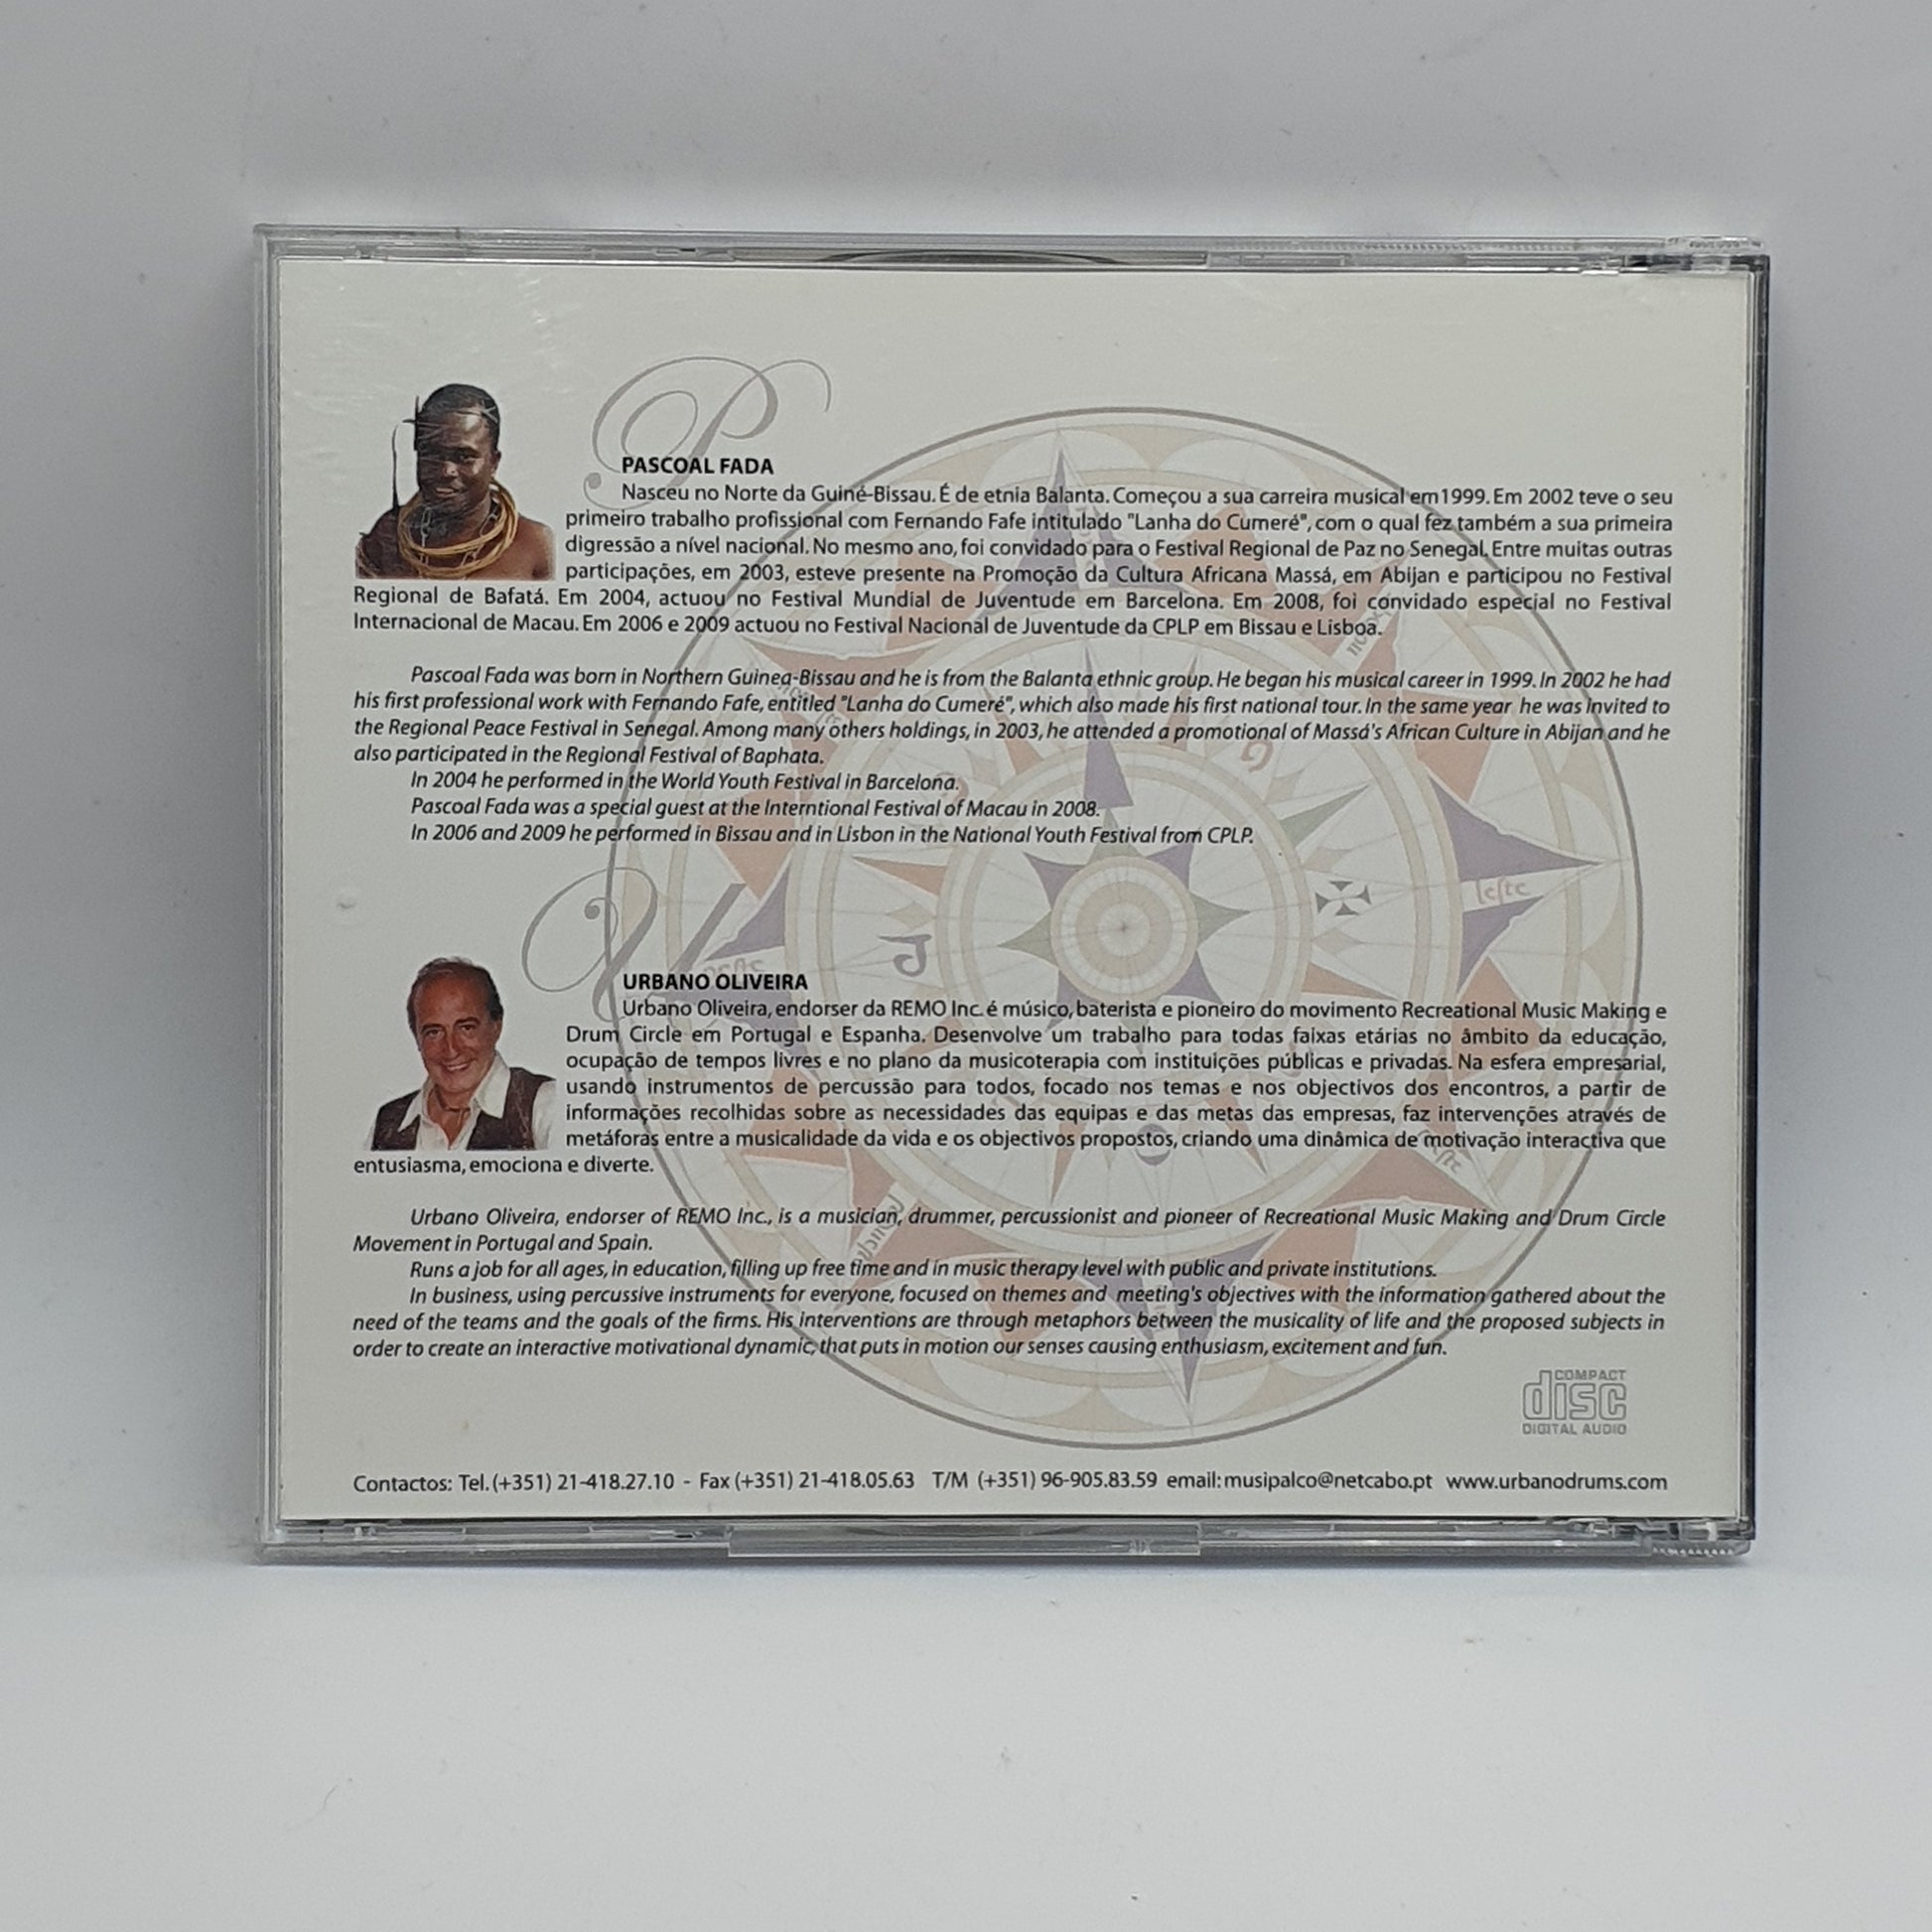 P
PASCOAL FADA
Nasceu no Norte da Guiné-Bissau. É de etnia Balanta. Começou a sua carreira musical em1999. Em 2002 teve o seu
primeiro trabalho profissional com Fernando Fafe intitulado "Lanha do Cumeré", com o qual fez também a sua primeira
digressão a nível nacional. No mesmo ano, foi convidado para o Festival Regional de Paz no Senegal. Entre muitas outras
participações, em 2003, esteve presente na Promoção da Cultura Africana Massá, em Abijan e participou no Festival
Regional de Bafatá. Em 2004, actuou no Festival Mundial de Juventude em Barcelona. Em 2008, foi convidado especial no Festival
Internacional de Macau. Em 2006 e 2009 actuou no Festival Nacional de Juventude da CPLP em Bissau e Lisboa.
Pascoal Fada was born in Northern Guinea-Bissau and he is from the Balanta ethnic group. He began his musical career in 1999. In 2002 he had
his first professional work with Fernando Fafe, entitled "Lanha do Cumeré", which also made his first national tour. In the same year he was invited to
the Regional Peace Festival in Senegal. Among many others holdings, in 2003, he attended a promotional of Massá's African Culture in Abijan and he
also participated in the Regional Festival of Baphata.
In 2004 he performed in the World Youth Festival in Barcelona.
Pascoal Fada was a special guest at the Interntional Festival of Macau in 2008.
In 2006 and 2009 he performed in Bissau and in Lisbon in the National Youth Festival from CPLP.
U
URBANO OLIVEIRA
Urbano Oliveira, endorser da REMO Inc. é músico, baterista e pioneiro do movimento Recreational Music Making e
Drum Circle em Portugal e Espanha. Desenvolve um trabalho para todas faixas etárias no âmbito da educação,
ocupação de tempos livres e no plano da musicoterapia com instituições públicas e privadas. Na esfera empresarial,
usando instrumentos de percussão para todos, focado nos temas e nos objectivos dos encontros, a partir de
informações recolhidas sobre as necessidades das equipas e das metas das empresas, faz intervenções através de
metáforas entre a musicalidade da vida e os objectivos propostos, criando uma dinâmica de motivação interactiva que
entusiasma, emociona e diverte.
Urbano Oliveira, endorser of REMO Inc., is a musician, drummer, percussionist and pioneer of Recreational Music Making and Drum Circle
Movement in Portugal and Spain.
Runs a job for all ages, in education, filling up free time and in music therapy level with public and private institutions.
In business, using percussive instruments for everyone, focused on themes and meeting's objectives with the information gathered about the
need of the teams and the goals of the firms. His interventions are through metaphors between the musicality of life and the proposed subjects in
order to create an interactive motivational dynamic, that puts in motion our senses causing enthusiasm, excitement and fun.
COMPACT
disc
DIGITAL AUDIO
Contactos: Tel. (+351) 21-418.27.10 - Fax (+351) 21-418.05.63 T/M (+351) 96-905.83.59 email: musipalco@netcabo.pt www.urbanodrums.com